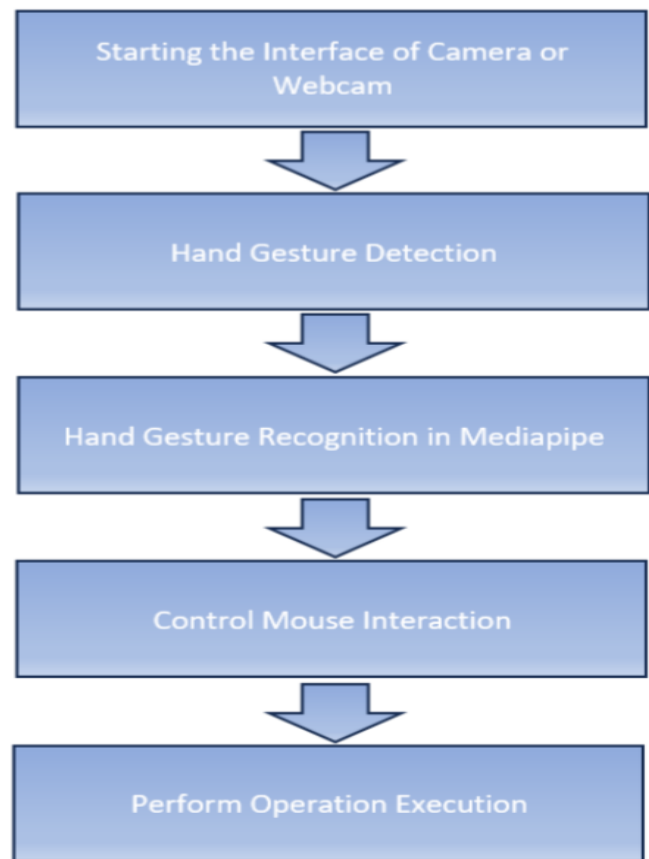 Starting the Interface of Camera or
Webcam
Hand Gesture Detection
Hand Gesture Recognition in Mediapipe
Control Mouse Interaction
Perform Operation Execution